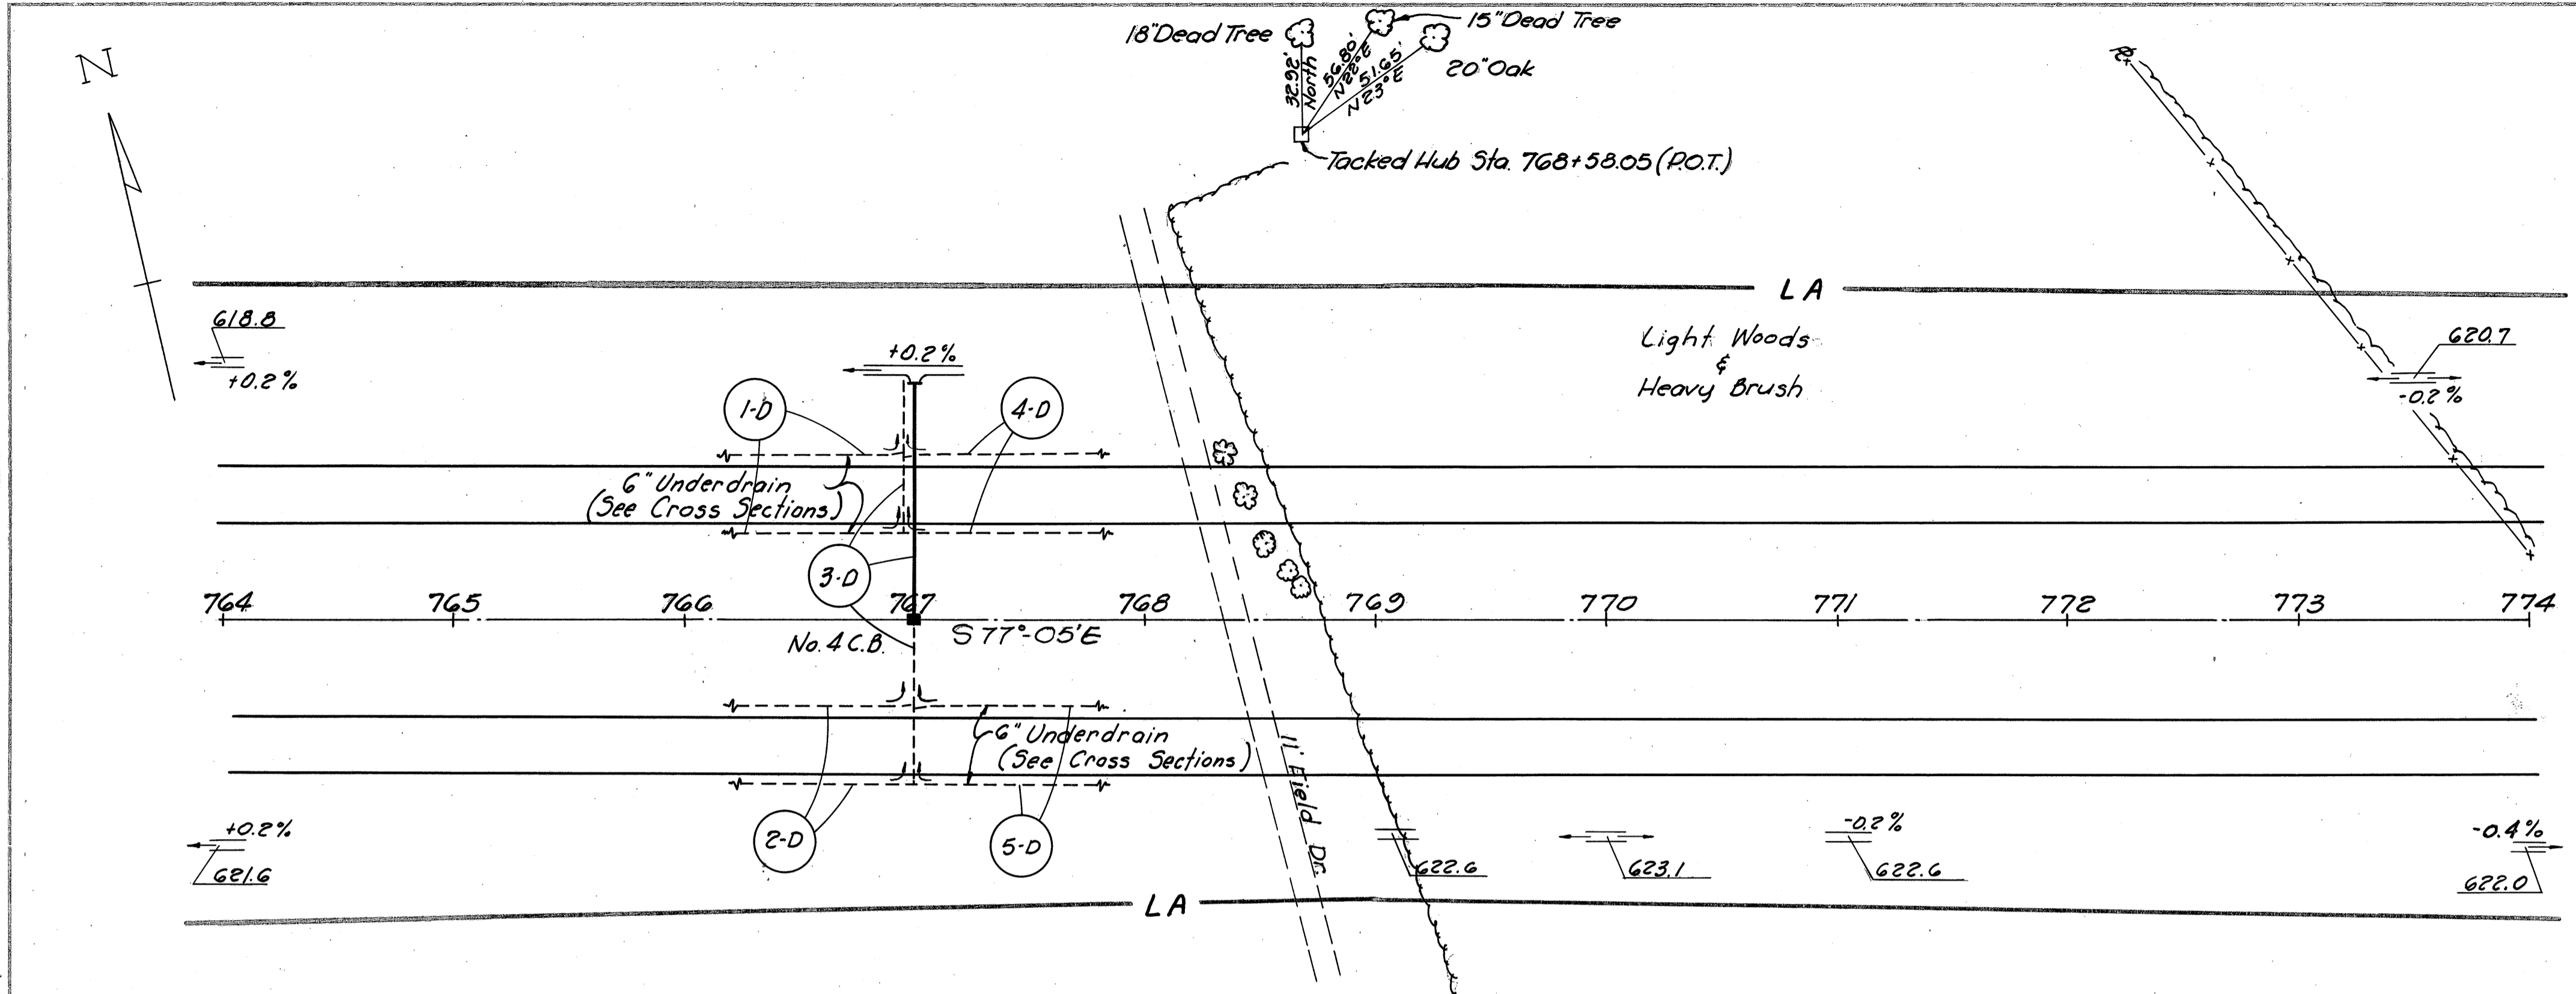 N
18"Dead Tree
15"Dead Tree
20"Oak
32.92'
North
56.80'
N22°E
51.65'
N23°E
Tacked Hub Sta. 768+58.05 (P.O.T.)
LA
618.8
+0.2%
+0.2%
Light Woods
&
Heavy Brush
620.7
-0.2%
1-D
4-D
6" Underdrain
(See Cross Sections)
3-D
764 765 766 767 768 769 770 771 772 773 774
No. 4 C.B.
S 77°-05'E
6" Underdrain
(See Cross Sections)
11' Field Dr.
2-D
5-D
+0.2%
621.6
622.6
623.1
-0.2%
622.6
-0.4%
622.0
LA